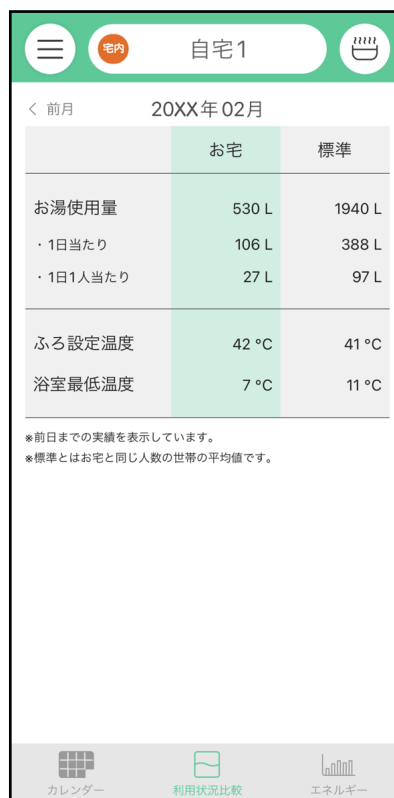 宅内 自宅1
< 前月 20XX年02月
お宅 標準
お湯使用量 530 L 1940 L
・1日当たり 106 L 388 L
・1日1人当たり 27 L 97 L
ふろ設定温度 42 °C 41 °C
浴室最低温度 7 °C 11 °C
※前日までの実績を表示しています。
※標準とはお宅と同じ人数の世帯の平均値です。
カレンダー 利用状況比較 エネルギー